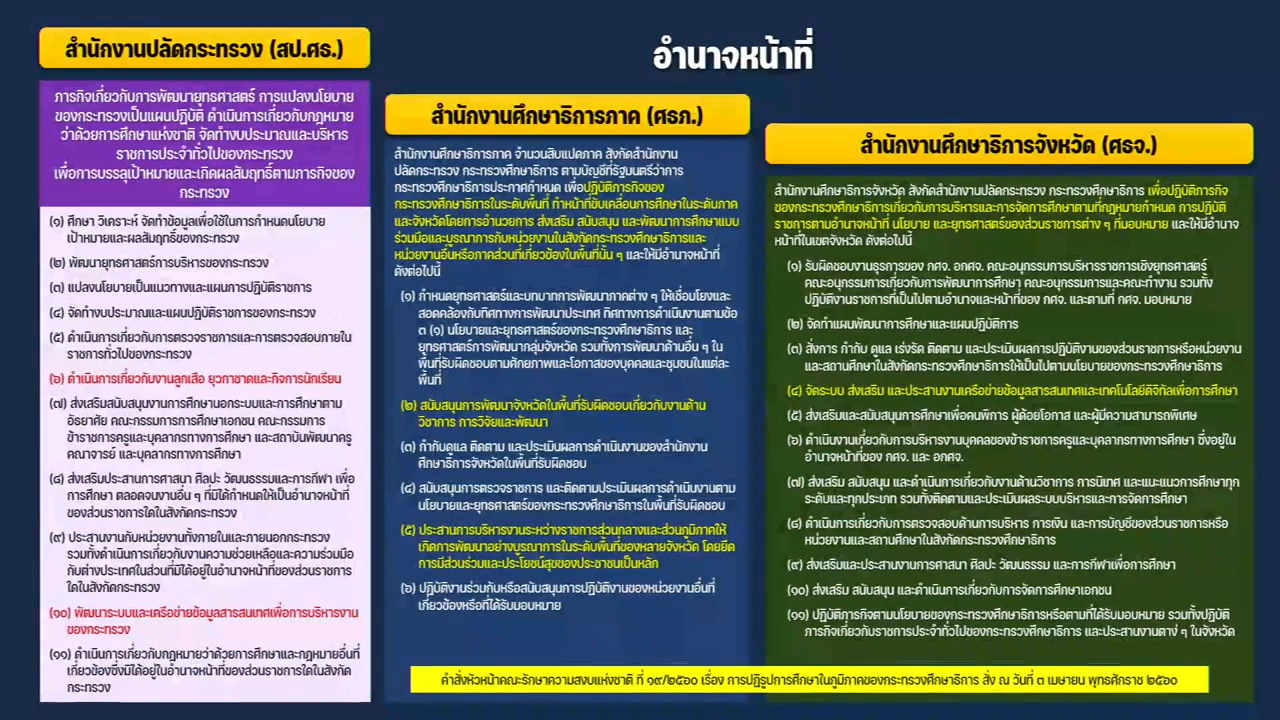 สำนักงานปลัดกระทรวง (สป.ศธ.)
ภารกิจเกี่ยวกับการพัฒนายุทธศาสตร์ การแปลงนโยบาย
ของกระทรวงเป็นแผนปฏิบัติ ดำเนินการเกี่ยวกับกฎหมาย
ว่าด้วยการศึกษาแห่งชาติ จัดทำงบประมาณและบริหาร
ราชการประจำทั่วไปของกระทรวง
เพื่อการบรรลุเป้าหมายและเกิดผลสัมฤทธิ์ตามภารกิจของ
กระทรวง
(๑) ศึกษา วิเคราะห์ จัดทำข้อมูลเพื่อใช้ในการกำหนดนโยบาย
เป้าหมายและผลสัมฤทธิ์ของกระทรวง
(๒) พัฒนายุทธศาสตร์การบริหารของกระทรวง
(๓) แปลงนโยบายเป็นแนวทางและแผนการปฏิบัติราชการ
(๔) จัดทำงบประมาณและแผนปฏิบัติราชการของกระทรวง
(๕) ดำเนินการเกี่ยวกับการตรวจราชการและการตรวจสอบภายใน
ราชการทั่วไปของกระทรวง
(๖) ดำเนินการเกี่ยวกับงานลูกเสือ ยุวกาชาดและกิจการนักเรียน
(๗) ส่งเสริมสนับสนุนงานการศึกษานอกระบบและการศึกษาตาม
อัธยาศัย คณะกรรมการการศึกษาเอกชน คณะกรรมการ
ข้าราชการครูและบุคลากรทางการศึกษา และสถาบันพัฒนาครู
คณาจารย์ และบุคลากรทางการศึกษา
(๘) ส่งเสริมประสานการศาสนา ศิลปะ วัฒนธรรมและการกีฬา เพื่อ
การศึกษา ตลอดจนงานอื่น ๆ ที่มิได้กำหนดให้เป็นอำนาจหน้าที่
ของส่วนราชการใดในสังกัดกระทรวง
(๙) ประสานงานกับหน่วยงานทั้งภายในและภายนอกกระทรวง
รวมทั้งดำเนินการเกี่ยวกับงานความช่วยเหลือและความร่วมมือ
กับต่างประเทศในส่วนที่มิได้อยู่ในอำนาจหน้าที่ของส่วนราชการ
ใดในสังกัดกระทรวง
(๑๐) พัฒนาระบบและเครือข่ายข้อมูลสารสนเทศเพื่อการบริหารงาน
ของกระทรวง
(๑๑) ดำเนินการเกี่ยวกับกฎหมายว่าด้วยการศึกษาและกฎหมายอื่นที่
เกี่ยวข้องซึ่งมิได้อยู่ในอำนาจหน้าที่ของส่วนราชการใดในสังกัด
กระทรวง
อำนาจหน้าที่
สำนักงานศึกษาธิการภาค (ศธภ.)
สำนักงานศึกษาธิการภาค จำนวนสิบแปดภาค สังกัดสำนักงาน
ปลัดกระทรวง กระทรวงศึกษาธิการ ตามบัญชีที่รัฐมนตรีว่าการ
กระทรวงศึกษาธิการประกาศกำหนด เพื่อปฏิบัติภารกิจของ
กระทรวงศึกษาธิการในระดับพื้นที่ ทำหน้าที่ขับเคลื่อนการศึกษาในระดับภาค
และจังหวัดโดยการอำนวยการ ส่งเสริม สนับสนุน และพัฒนาการศึกษาแบบ
ร่วมมือและบูรณาการกับหน่วยงานในสังกัดกระทรวงศึกษาธิการและ
หน่วยงานอื่นหรือภาคส่วนที่เกี่ยวข้องในพื้นที่นั้น ๆ และให้มีอำนาจหน้าที่
ดังต่อไปนี้
(๑) กำหนดยุทธศาสตร์และบทบาทการพัฒนาภาคต่าง ๆ ให้เชื่อมโยงและ
สอดคล้องกับทิศทางการพัฒนาประเทศ ทิศทางการดำเนินงานตามข้อ
๓ (๑) นโยบายและยุทธศาสตร์ของกระทรวงศึกษาธิการ และ
ยุทธศาสตร์การพัฒนากลุ่มจังหวัด รวมทั้งการพัฒนาด้านอื่น ๆ ใน
พื้นที่รับผิดชอบตามศักยภาพและโอกาสของบุคคลและชุมชนในแต่ละ
พื้นที่
(๒) สนับสนุนการพัฒนาจังหวัดในพื้นที่รับผิดชอบเกี่ยวกับงานด้าน
วิชาการ การวิจัยและพัฒนา
(๓) กำกับดูแล ติดตาม และประเมินผลการดำเนินงานของสำนักงาน
ศึกษาธิการจังหวัดในพื้นที่รับผิดชอบ
(๔) สนับสนุนการตรวจราชการ และติดตามประเมินผลการดำเนินงานตาม
นโยบายและยุทธศาสตร์ของกระทรวงศึกษาธิการในพื้นที่รับผิดชอบ
(๕) ประสานการบริหารงานระหว่างราชการส่วนกลางและส่วนภูมิภาคให้
เกิดการพัฒนาอย่างบูรณาการในระดับพื้นที่ของหลายจังหวัด โดยยึด
การมีส่วนร่วมและประโยชน์สุขของประชาชนเป็นหลัก
(๖) ปฏิบัติงานร่วมกับหรือสนับสนุนการปฏิบัติงานของหน่วยงานอื่นที่
เกี่ยวข้องหรือที่ได้รับมอบหมาย
สำนักงานศึกษาธิการจังหวัด (ศธจ.)
สำนักงานศึกษาธิการจังหวัด สังกัดสำนักงานปลัดกระทรวง กระทรวงศึกษาธิการ เพื่อปฏิบัติภารกิจ
ของกระทรวงศึกษาธิการเกี่ยวกับการบริหารและการจัดการศึกษาตามที่กฎหมายกำหนด การปฏิบัติ
ราชการตามอำนาจหน้าที่ นโยบาย และยุทธศาสตร์ของส่วนราชการต่าง ๆ ที่มอบหมาย และให้มีอำนาจ
หน้าที่ในเขตจังหวัด ดังต่อไปนี้
(๑) รับผิดชอบงานธุรการของ กศจ. อกศจ. คณะอนุกรรมการบริหารราชการเชิงยุทธศาสตร์
คณะอนุกรรมการเกี่ยวกับการพัฒนาการศึกษา คณะอนุกรรมการและคณะทำงาน รวมทั้ง
ปฏิบัติงานราชการที่เป็นไปตามอำนาจและหน้าที่ของ กศจ. และตามที่ กศจ. มอบหมาย
(๒) จัดทำแผนพัฒนาการศึกษาและแผนปฏิบัติการ
(๓) สั่งการ กำกับ ดูแล เร่งรัด ติดตาม และประเมินผลการปฏิบัติงานของส่วนราชการหรือหน่วยงาน
และสถานศึกษาในสังกัดกระทรวงศึกษาธิการให้เป็นไปตามนโยบายของกระทรวงศึกษาธิการ
(๔) จัดระบบ ส่งเสริม และประสานงานเครือข่ายข้อมูลสารสนเทศและเทคโนโลยีดิจิทัลเพื่อการศึกษา
(๕) ส่งเสริมและสนับสนุนการศึกษาเพื่อคนพิการ ผู้ด้อยโอกาส และผู้มีความสามารถพิเศษ
(๖) ดำเนินงานเกี่ยวกับการบริหารงานบุคคลของข้าราชการครูและบุคลากรทางการศึกษา ซึ่งอยู่ใน
อำนาจหน้าที่ของ กศจ. และ อกศจ.
(๗) ส่งเสริม สนับสนุน และดำเนินการเกี่ยวกับงานด้านวิชาการ การนิเทศ และแนะแนวการศึกษาทุก
ระดับและทุกประเภท รวมทั้งติดตามและประเมินผลระบบบริหารและการจัดการศึกษา
(๘) ดำเนินการเกี่ยวกับการตรวจสอบด้านการบริหาร การเงิน และการบัญชีของส่วนราชการหรือ
หน่วยงานและสถานศึกษาในสังกัดกระทรวงศึกษาธิการ
(๙) ส่งเสริมและประสานงานการศาสนา ศิลปะ วัฒนธรรม และการกีฬาเพื่อการศึกษา
(๑๐) ส่งเสริม สนับสนุน และดำเนินการเกี่ยวกับการจัดการศึกษาเอกชน
(๑๑) ปฏิบัติภารกิจตามนโยบายของกระทรวงศึกษาธิการหรือตามที่ได้รับมอบหมาย รวมทั้งปฏิบัติ
ภารกิจเกี่ยวกับราชการประจำทั่วไปของกระทรวงศึกษาธิการ และประสานงานต่าง ๆ ในจังหวัด
คำสั่งหัวหน้าคณะรักษาความสงบแห่งชาติ ที่ ๑๙/๒๕๖๐ เรื่อง การปฏิรูปการศึกษาในภูมิภาคของกระทรวงศึกษาธิการ สั่ง ณ วันที่ ๓ เมษายน พุทธศักราช ๒๕๖๐